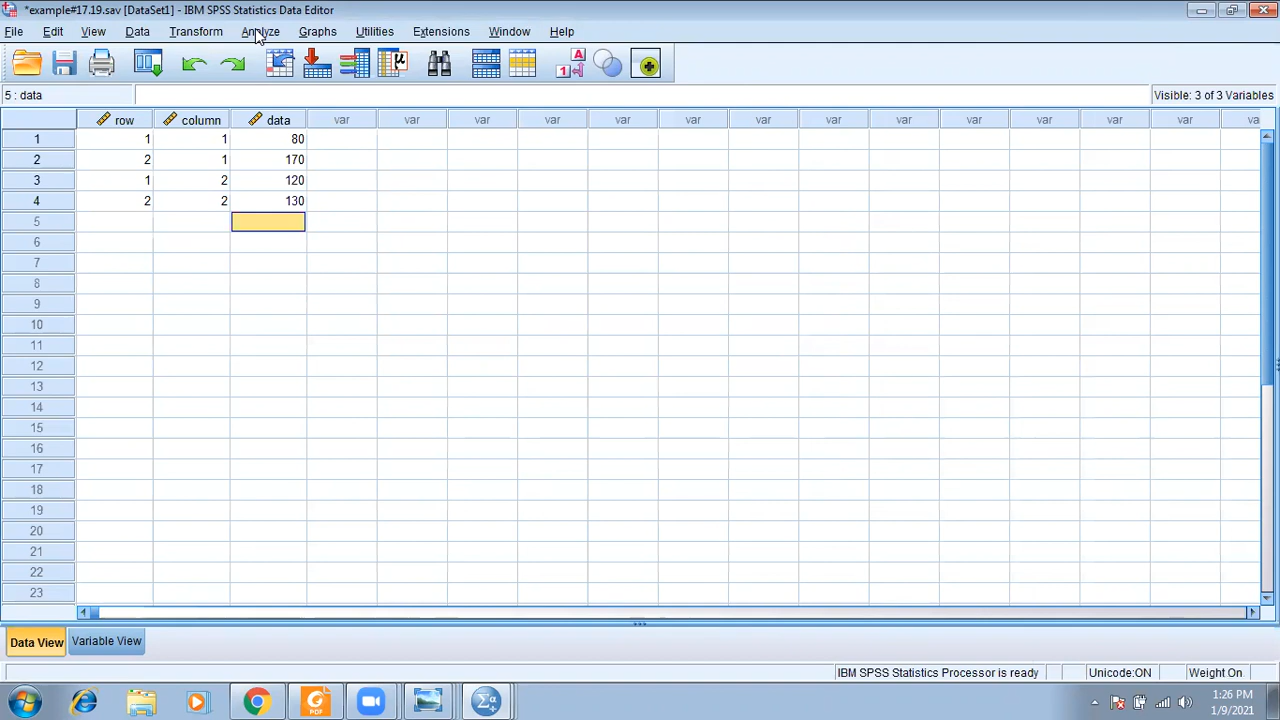 *example#17.19.sav [DataSet1] - IBM SPSS Statistics Data Editor
File Edit View Data Transform Analyze Graphs Utilities Extensions Window Help
5 : data
Visible: 3 of 3 Variables
row column data var var var var var var var var var var var var var va
1 1 1 80
2 2 1 170
3 1 2 120
4 2 2 130
5
6
7
8
9
10
11
12
13
14
15
16
17
18
19
20
21
22
23
Data View Variable View
IBM SPSS Statistics Processor is ready Unicode:ON Weight On
PDF
Σα
1:26 PM
1/9/2021